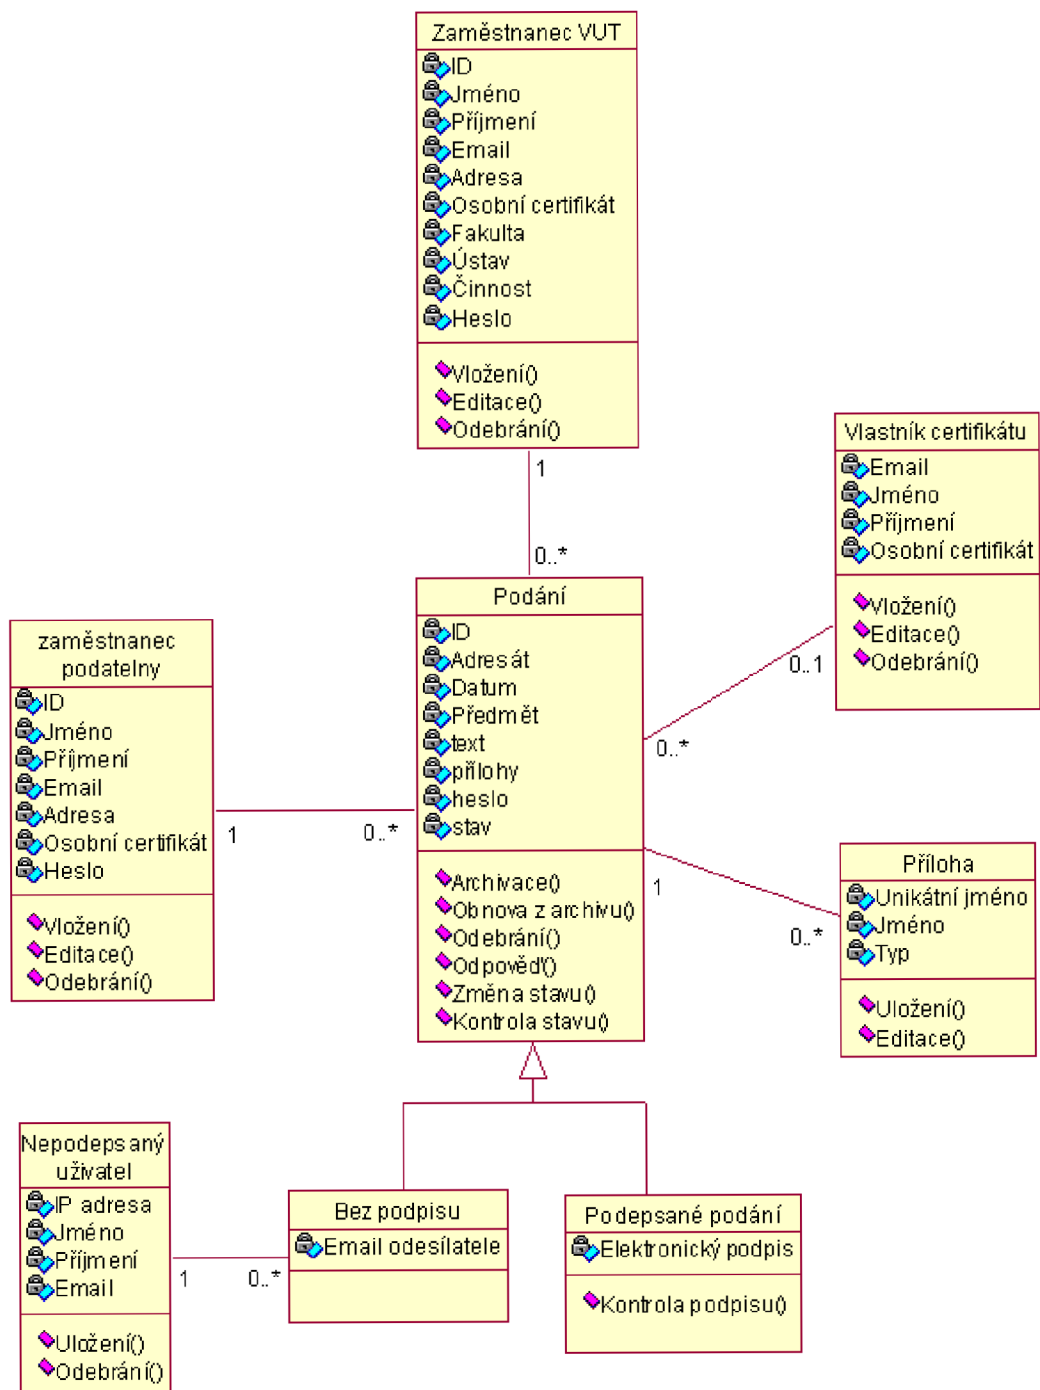 Zaměstnanec VUT
ID
Jméno
Příjmení
Email
Adresa
Osobní certifikát
Fakulta
Ústav
Činnost
Heslo
Vložení()
Editace()
Odebrání()
1
0..*
Vlastník certifikátu
Email
Jméno
Příjmení
Osobní certifikát
Vložení()
Editace()
Odebrání()
0..1
0..*
zaměstnanec
podatelny
ID
Jméno
Příjmení
Email
Adresa
Osobní certifikát
Heslo
Vložení()
Editace()
Odebrání()
1
0..*
Podání
ID
Adresát
Datum
Předmět
text
přílohy
heslo
stav
Archivace()
Obnova z archivu()
Odebrání()
Odpověď()
Změna stavu()
Kontrola stavu()
1
0..*
Příloha
Unikátní jméno
Jméno
Typ
Uložení()
Editace()
Nepodepsaný
uživatel
IP adresa
Jméno
Příjmení
Email
Uložení()
Odebrání()
1
0..*
Bez podpisu
Email odesílatele
Podepsané podání
Elektronický podpis
Kontrola podpisu()